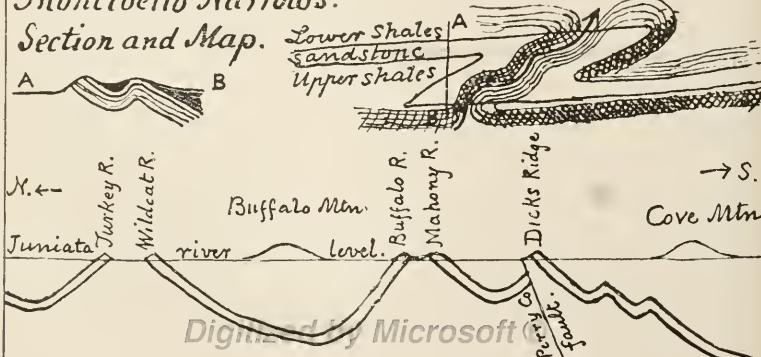 Section and Map.
Lower Shales
sandstone
Upper shales
A
A
B
B
N.←
Turkey R.
Wildcat R.
Buffalo Mtn.
Buffalo R.
Mahony R.
Dicks Ridge
→S.
Cove Mtn
Juniata river level.
Perry Co fault.
Digitized by Microsoft ®